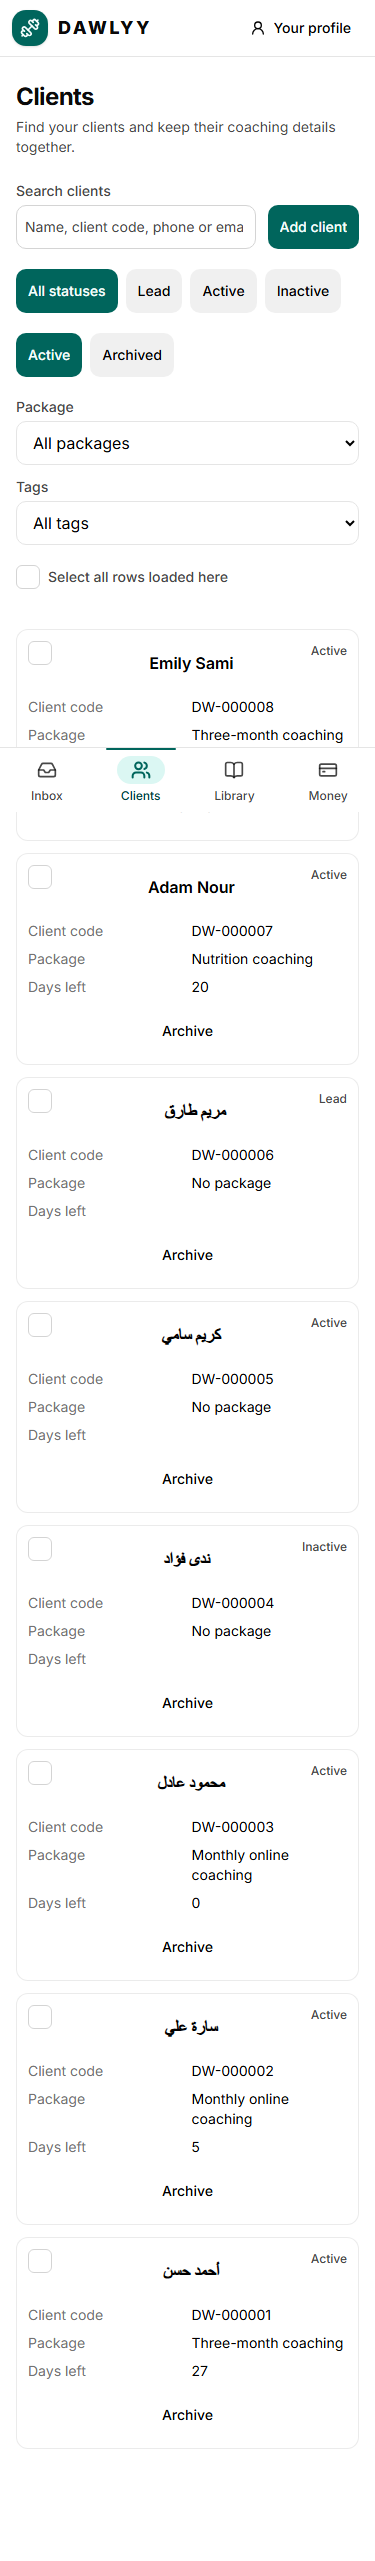 DAWLYY
Your profile
Clients
Find your clients and keep their coaching details
together.
Search clients
Name, client code, phone or ema
Add client
All statuses
Lead
Active
Inactive
Active
Archived
Package
All packages
Tags
All tags
Select all rows loaded here
Active
Emily Sami
Client code
DW-000008
Package
Three-month coaching
Inbox
Clients
Library
Money
Active
Adam Nour
Client code
DW-000007
Package
Nutrition coaching
Days left
20
Archive
Lead
مريم طارق
Client code
DW-000006
Package
No package
Days left
Archive
Active
كريم سامي
Client code
DW-000005
Package
No package
Days left
Archive
Inactive
ندى فؤاد
Client code
DW-000004
Package
No package
Days left
Archive
Active
محمود عادل
Client code
DW-000003
Package
Monthly online
coaching
Days left
0
Archive
Active
سارة علي
Client code
DW-000002
Package
Monthly online
coaching
Days left
5
Archive
Active
أحمد حسن
Client code
DW-000001
Package
Three-month coaching
Days left
27
Archive